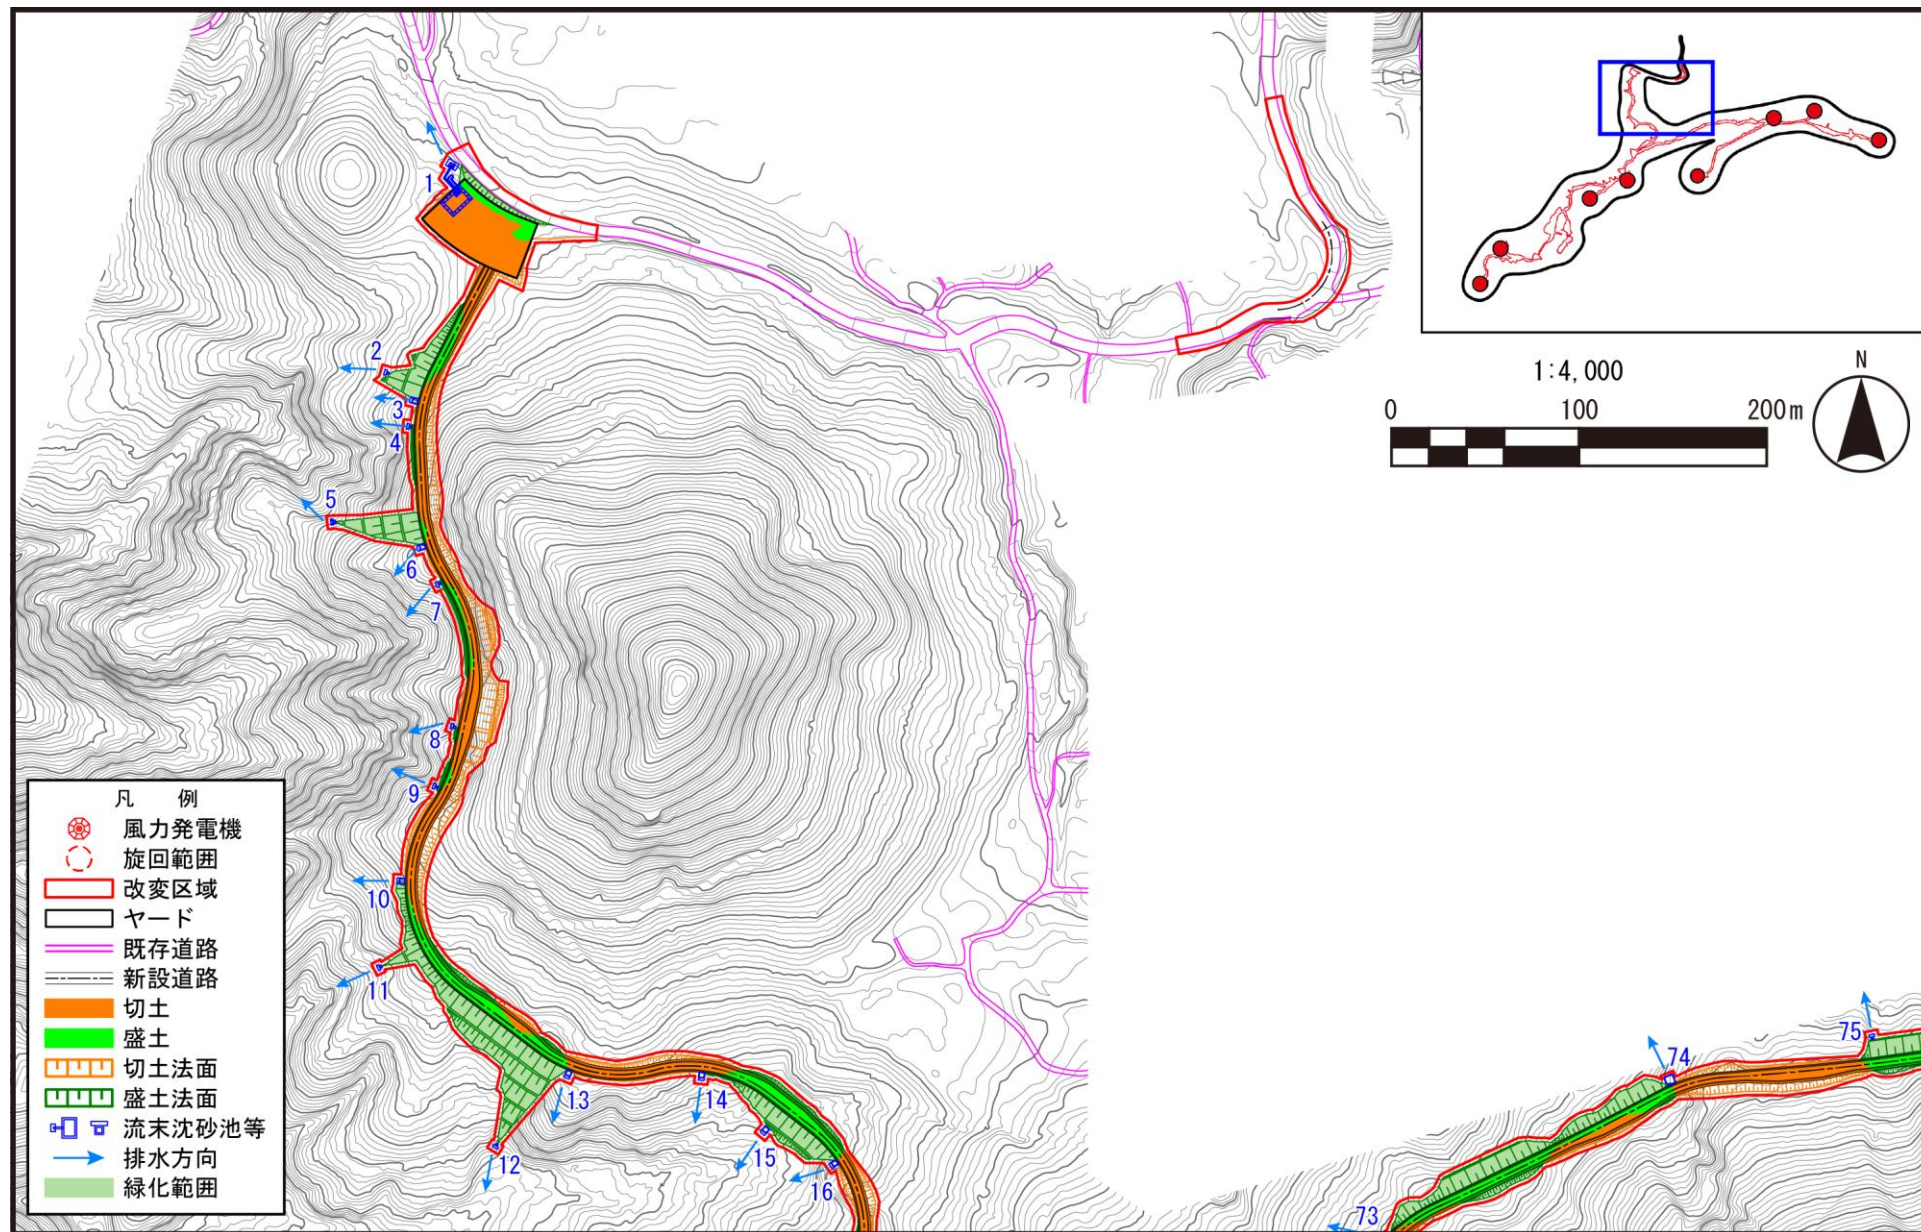 1
2
3
4
5
6
7
8
9
10
11
12
13
14
15
16
73
74
75
1:4,000
0 100 200m
N
凡 例
風力発電機
旋回範囲
改変区域
ヤード
既存道路
新設道路
切土
盛土
切土法面
盛土法面
流末沈砂池等
排水方向
緑化範囲